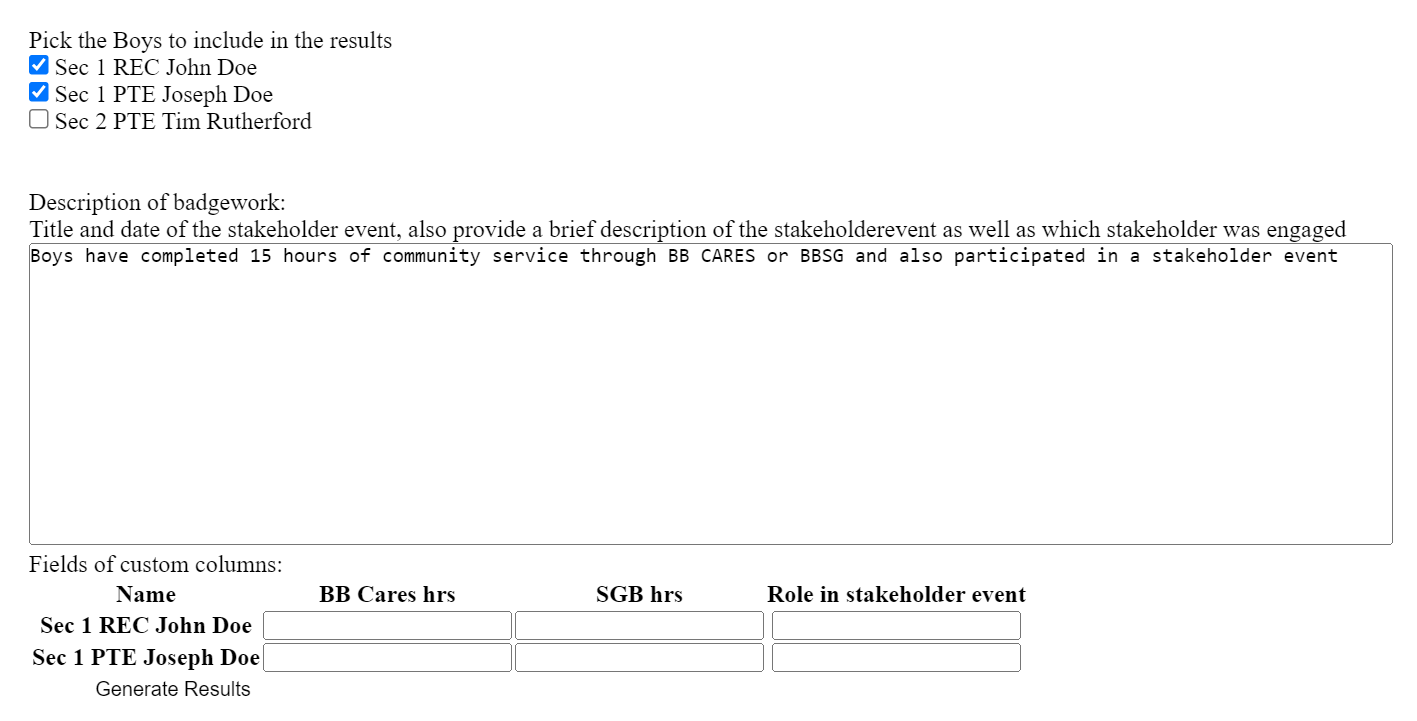 Pick the Boys to include in the results
Sec 1 REC John Doe
Sec 1 PTE Joseph Doe
Sec 2 PTE Tim Rutherford
Description of badgework:
Title and date of the stakeholder event, also provide a brief description of the stakeholderevent as well as which stakeholder was engaged
Boys have completed 15 hours of community service through BB CARES or BBSG and also participated in a stakeholder event
Fields of custom columns:
Name BB Cares hrs SGB hrs Role in stakeholder event
Sec 1 REC John Doe
Sec 1 PTE Joseph Doe
Generate Results